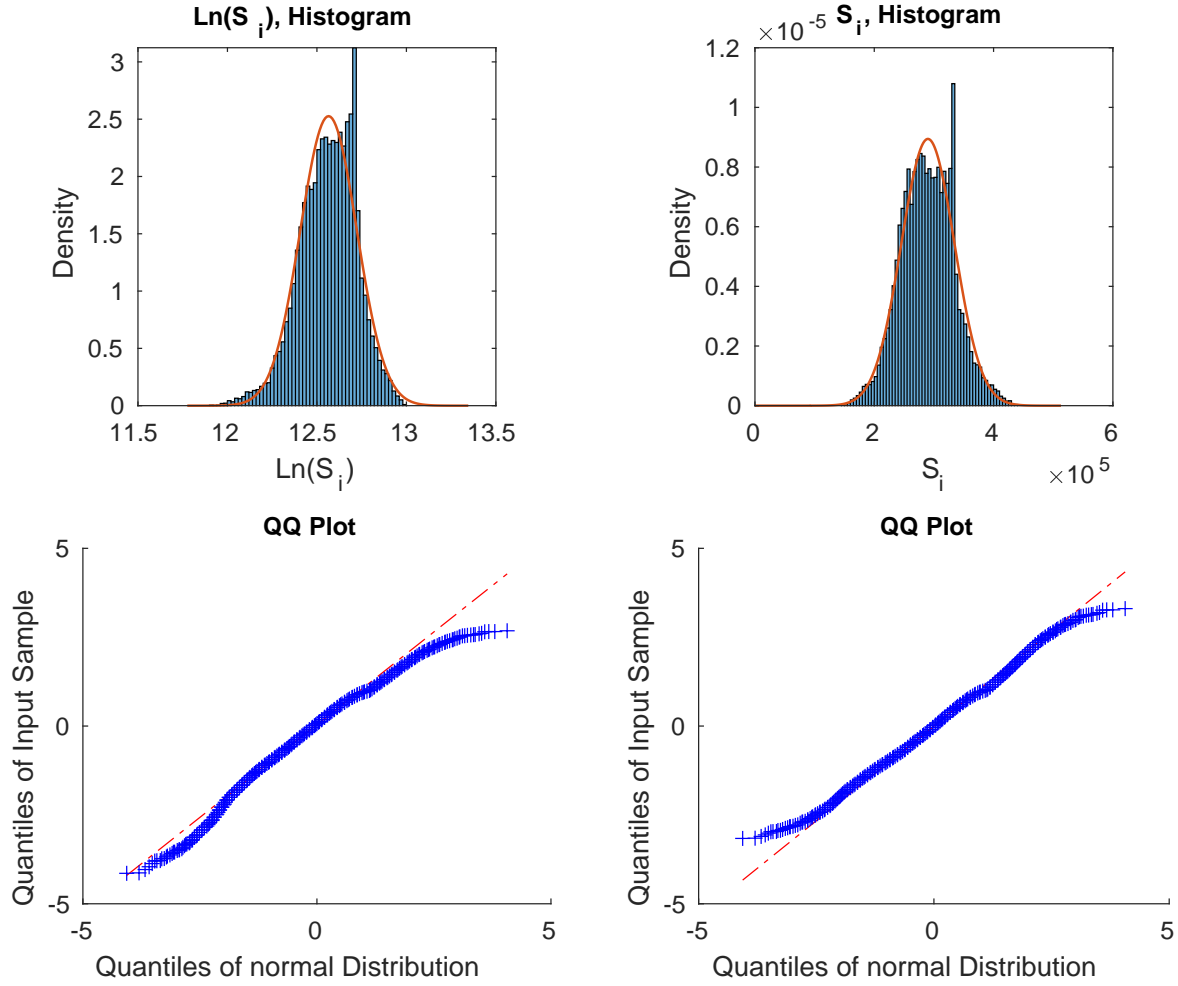 Ln(S_i), Histogram
3
2.5
2
1.5
1
0.5
0
Density
11.5 12 12.5 13 13.5
Ln(S_i)
S_i, Histogram
×10^-5
1.2
1
0.8
0.6
0.4
0.2
0
Density
0 2 4 6
×10^5
S_i
QQ Plot
5
0
-5
Quantiles of Input Sample
-5 0 5
Quantiles of normal Distribution
QQ Plot
5
0
-5
Quantiles of Input Sample
-5 0 5
Quantiles of normal Distribution